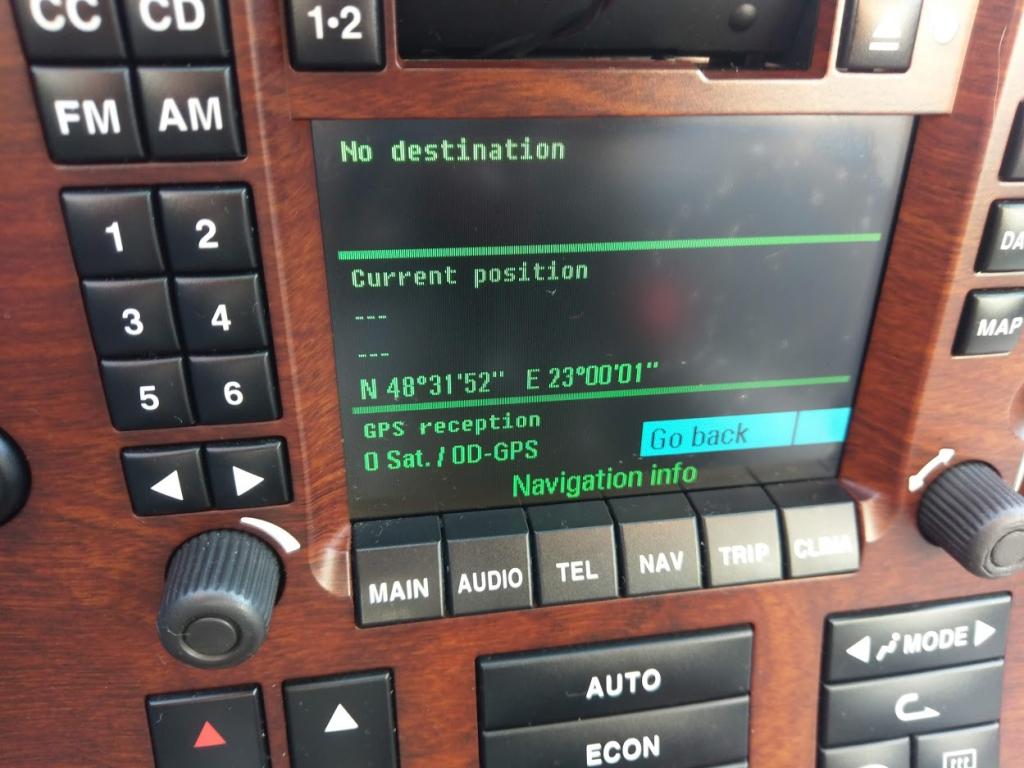 CC CD
1•2
FM AM
No destination
1 2
DA
Current position
---
3 4
MAP
---
N 48°31'52" E 23°00'01"
5 6
GPS reception
Go back
0 Sat. / 0D-GPS
Navigation info
MAIN AUDIO TEL NAV TRIP CLIMA
MODE
AUTO
ECON